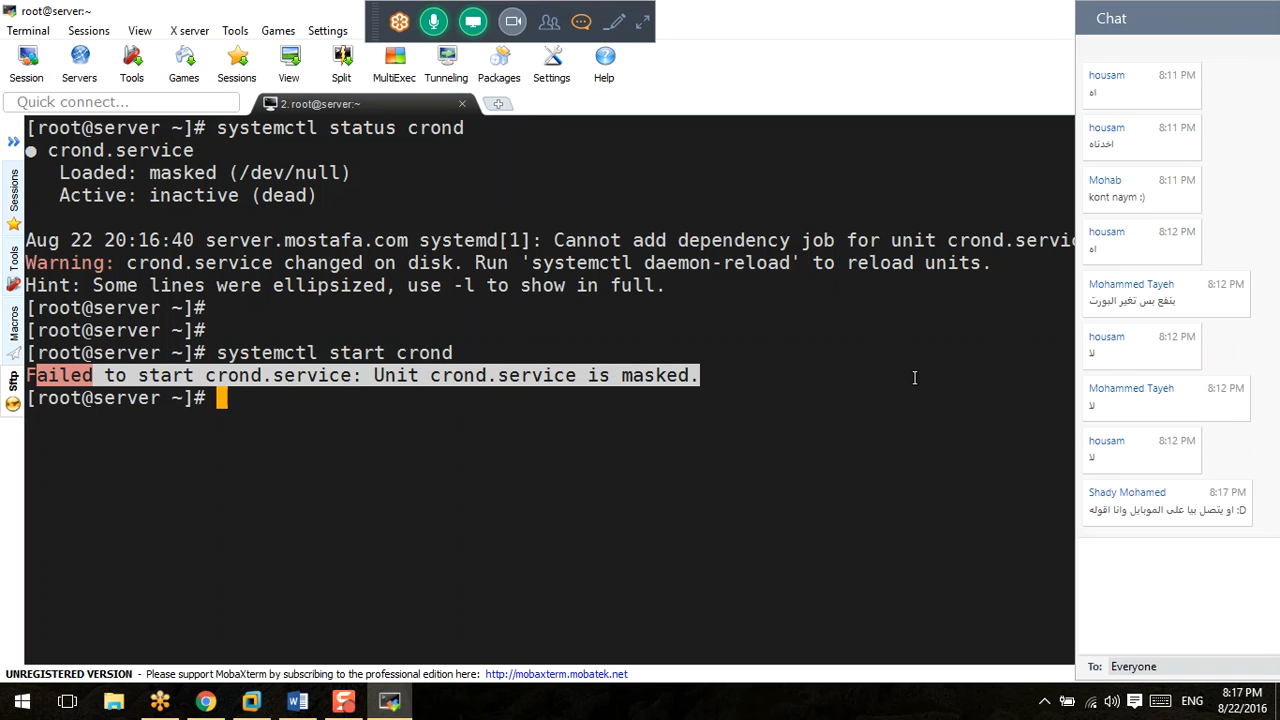 root@server:~
Terminal Sessions View X server Tools Games Settings
Session Servers Tools Games Sessions View Split MultiExec Tunneling Packages Settings Help
Quick connect...
2. root@server:~
Sessions
Tools
Macros
Sftp
[root@server ~]# systemctl status crond
● crond.service
Loaded: masked (/dev/null)
Active: inactive (dead)
Aug 22 20:16:40 server.mostafa.com systemd[1]: Cannot add dependency job for unit crond.servic
Warning: crond.service changed on disk. Run 'systemctl daemon-reload' to reload units.
Hint: Some lines were ellipsized, use -l to show in full.
[root@server ~]#
[root@server ~]#
[root@server ~]# systemctl start crond
Failed to start crond.service: Unit crond.service is masked.
[root@server ~]#
UNREGISTERED VERSION - Please support MobaXterm by subscribing to the professional edition here: http://mobaxterm.mobatek.net
Chat
housam 8:11 PM
اه
housam 8:11 PM
اخدناه
Mohab 8:11 PM
kont naym :)
housam 8:12 PM
اه
Mohammed Tayeh 8:12 PM
بنفع بس تغير البورت
housam 8:12 PM
لا
Mohammed Tayeh 8:12 PM
لا
housam 8:12 PM
لا
Shady Mohamed 8:17 PM
او يتصل بيا على الموبايل وانا اقوله :D
To: Everyone
ENG
8:17 PM
8/22/2016